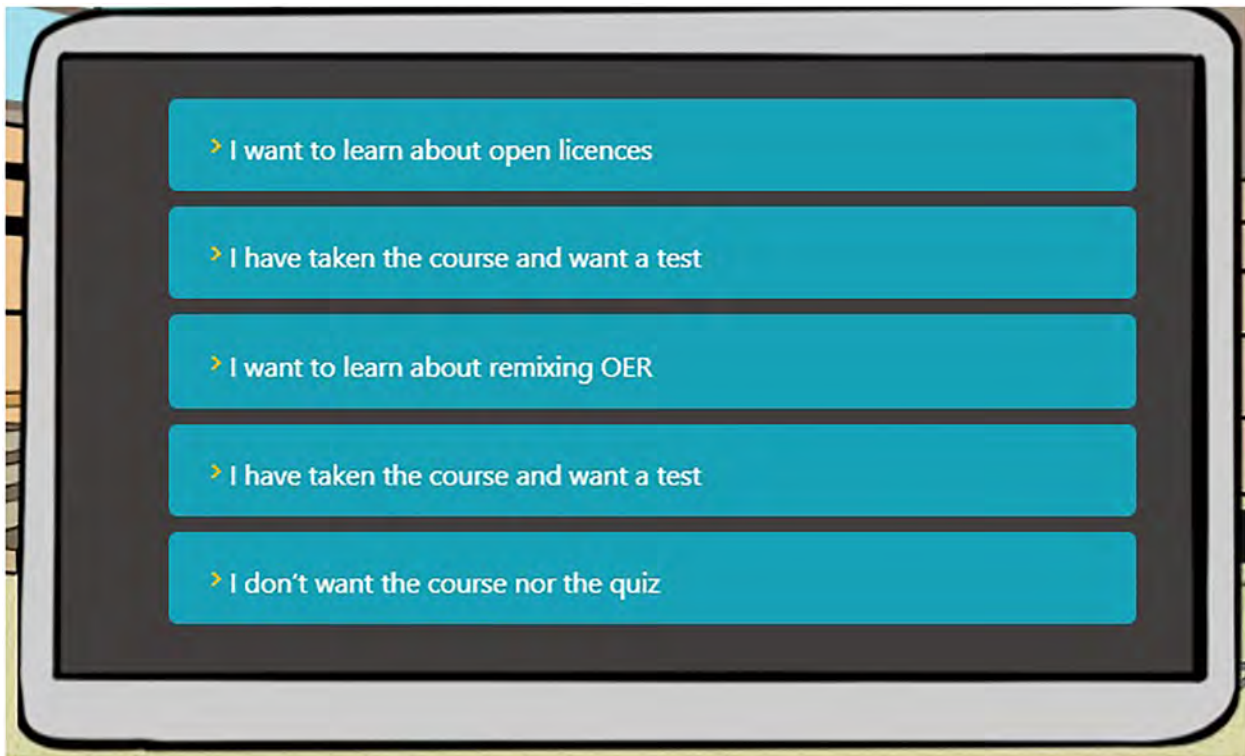 > I want to learn about open licences
> I have taken the course and want a test
> I want to learn about remixing OER
> I have taken the course and want a test
> I don't want the course nor the quiz